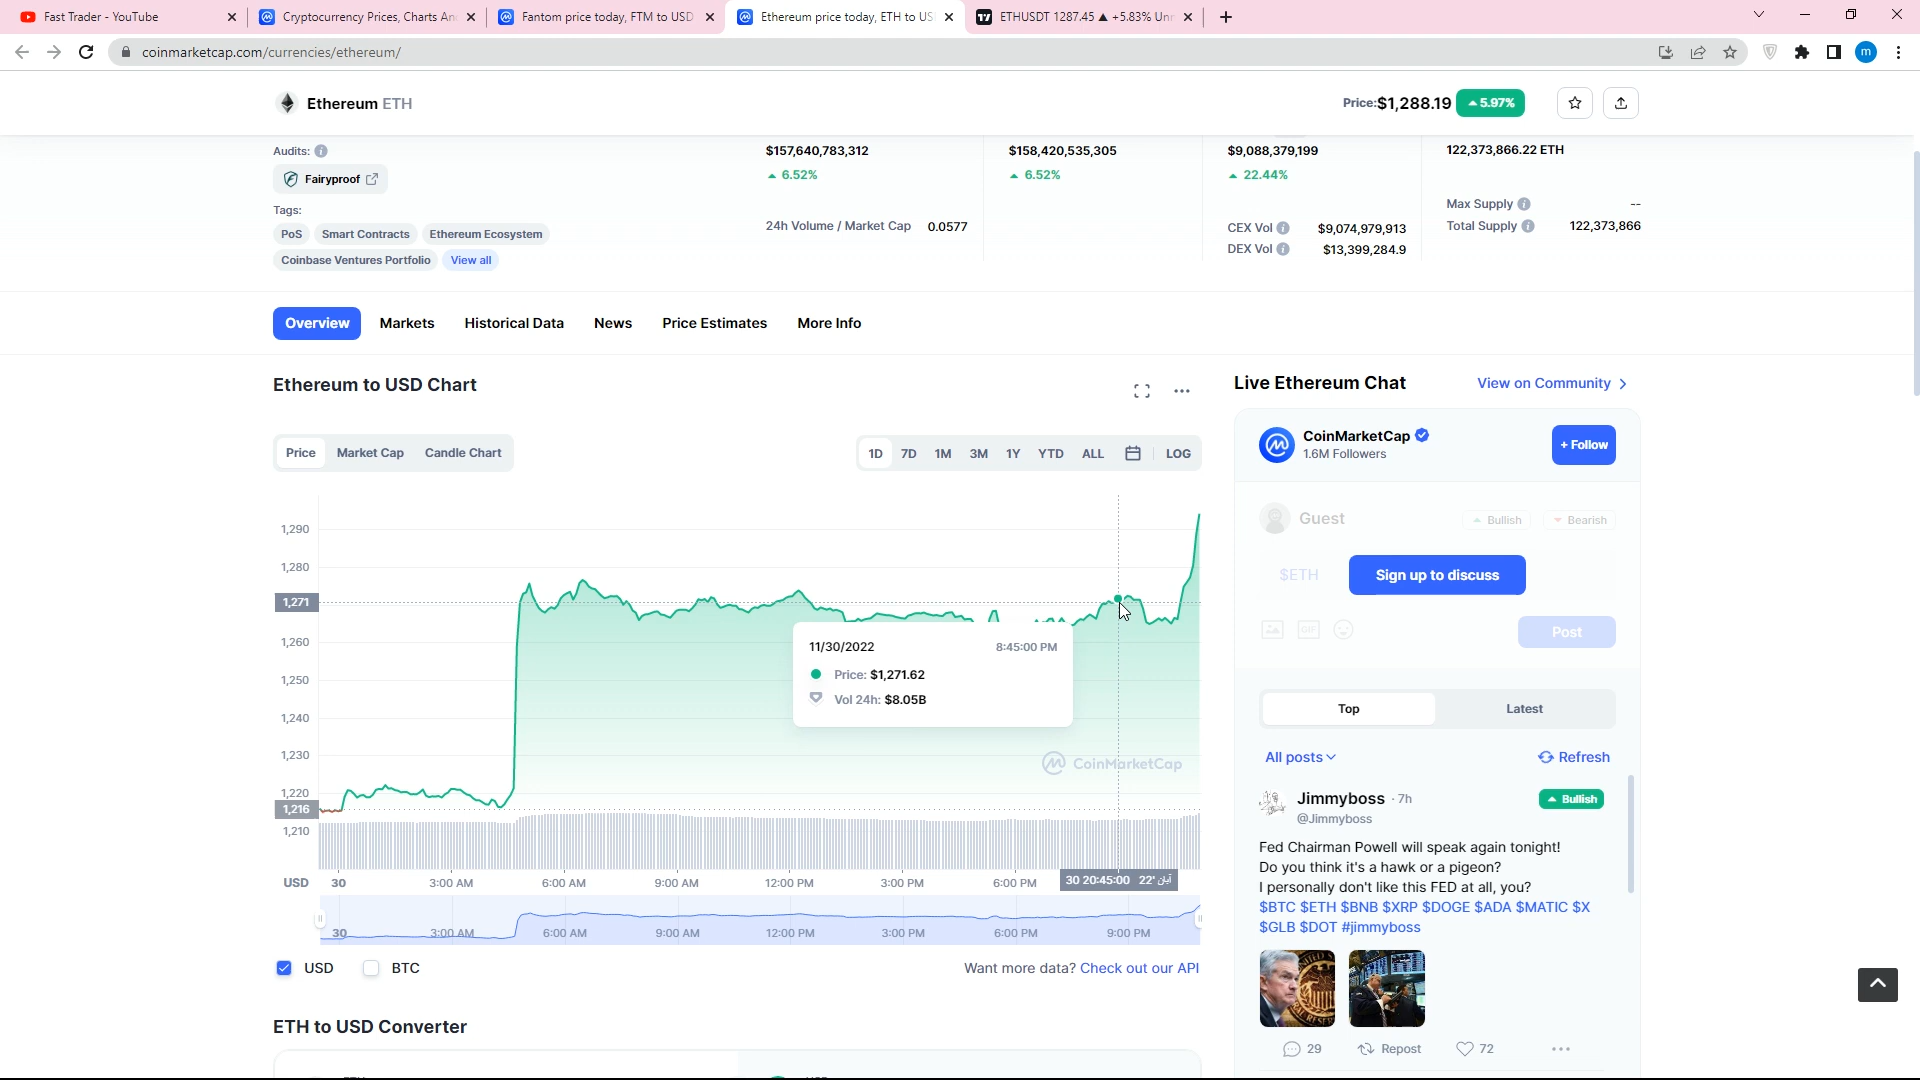 Fast Trader - YouTube
Cryptocurrency Prices, Charts An
Fantom price today, FTM to USD
Ethereum price today, ETH to US
ETHUSDT 1287.45 ▲ +5.83% Unn
coinmarketcap.com/currencies/ethereum/
m
Ethereum ETH
Price:$1,288.19 5.97%
Audits:
Fairyproof
Tags:
PoS Smart Contracts Ethereum Ecosystem
Coinbase Ventures Portfolio View all
$157,640,783,312
6.52%
24h Volume / Market Cap 0.0577
$158,420,535,305
6.52%
$9,088,379,199
22.44%
CEX Vol $9,074,979,913
DEX Vol $13,399,284.9
122,373,866.22 ETH
Max Supply --
Total Supply 122,373,866
Overview Markets Historical Data News Price Estimates More Info
Ethereum to USD Chart
Price Market Cap Candle Chart
1D 7D 1M 3M 1Y YTD ALL LOG
1,290
1,280
1,271
1,260
1,250
1,240
1,230
1,220
1,216
1,210
11/30/2022 8:45:00 PM
Price: $1,271.62
Vol 24h: $8.05B
CoinMarketCap
USD 30 3:00 AM 6:00 AM 9:00 AM 12:00 PM 3:00 PM 6:00 PM 30 20:45:00 22' آبان
30 3:00 AM 6:00 AM 9:00 AM 12:00 PM 3:00 PM 6:00 PM 9:00 PM
USD BTC
Want more data? Check out our API
ETH to USD Converter
Live Ethereum Chat View on Community
CoinMarketCap
1.6M Followers
+ Follow
Guest Bullish Bearish
$ETH Sign up to discuss
GIF
Post
Top Latest
All posts Refresh
Jimmyboss · 7h
@Jimmyboss
Bullish
Fed Chairman Powell will speak again tonight!
Do you think it's a hawk or a pigeon?
I personally don't like this FED at all, you?
$BTC $ETH $BNB $XRP $DOGE $ADA $MATIC $X
$GLB $DOT #jimmyboss
29 Repost 72